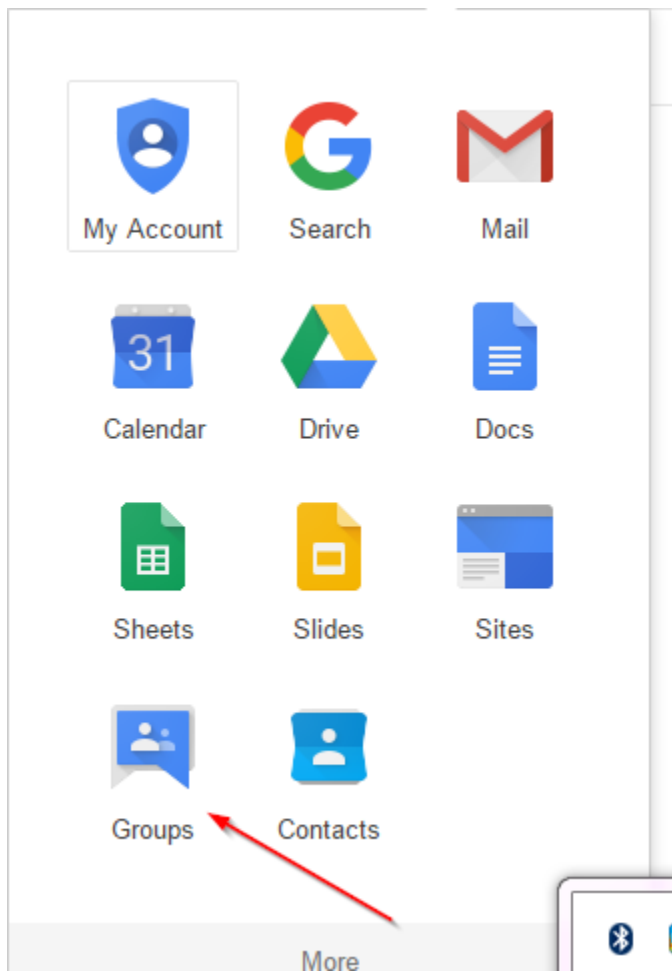 My Account Search Mail
31
Calendar Drive Docs
Sheets Slides Sites
Groups Contacts
More